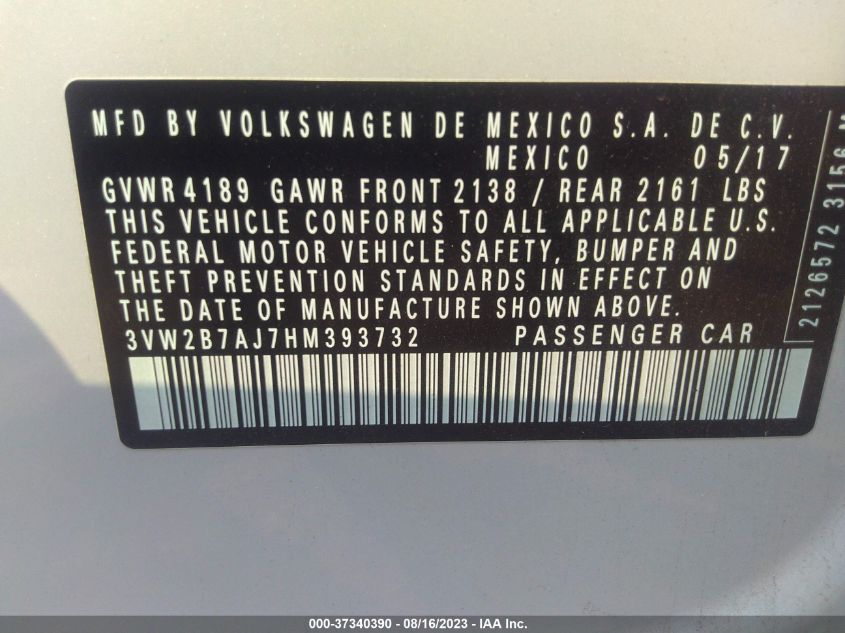 MFD BY VOLKSWAGEN DE MEXICO S.A. DE C.V.
MEXICO 05/17
GVWR 4189 GAWR FRONT 2138 / REAR 2161 LBS
THIS VEHICLE CONFORMS TO ALL APPLICABLE U.S.
FEDERAL MOTOR VEHICLE SAFETY, BUMPER AND
THEFT PREVENTION STANDARDS IN EFFECT ON
THE DATE OF MANUFACTURE SHOWN ABOVE.
3VW2B7AJ7HM393732 PASSENGER CAR
2126572 3156 M
000-37340390 - 08/16/2023 - IAA Inc.